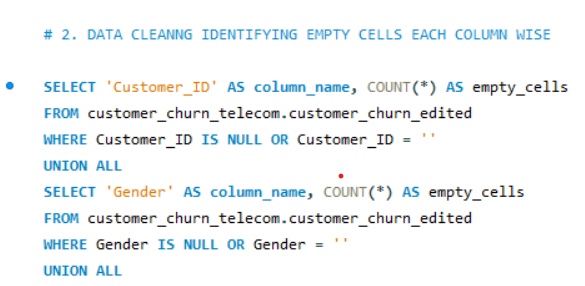 # 2. DATA CLEANNG IDENTIFYING EMPTY CELLS EACH COLUMN WISE
SELECT 'Customer_ID' AS column_name, COUNT(*) AS empty_cells
FROM customer_churn_telecom.customer_churn_edited
WHERE Customer_ID IS NULL OR Customer_ID = ''
UNION ALL
SELECT 'Gender' AS column_name, COUNT(*) AS empty_cells
FROM customer_churn_telecom.customer_churn_edited
WHERE Gender IS NULL OR Gender = ''
UNION ALL